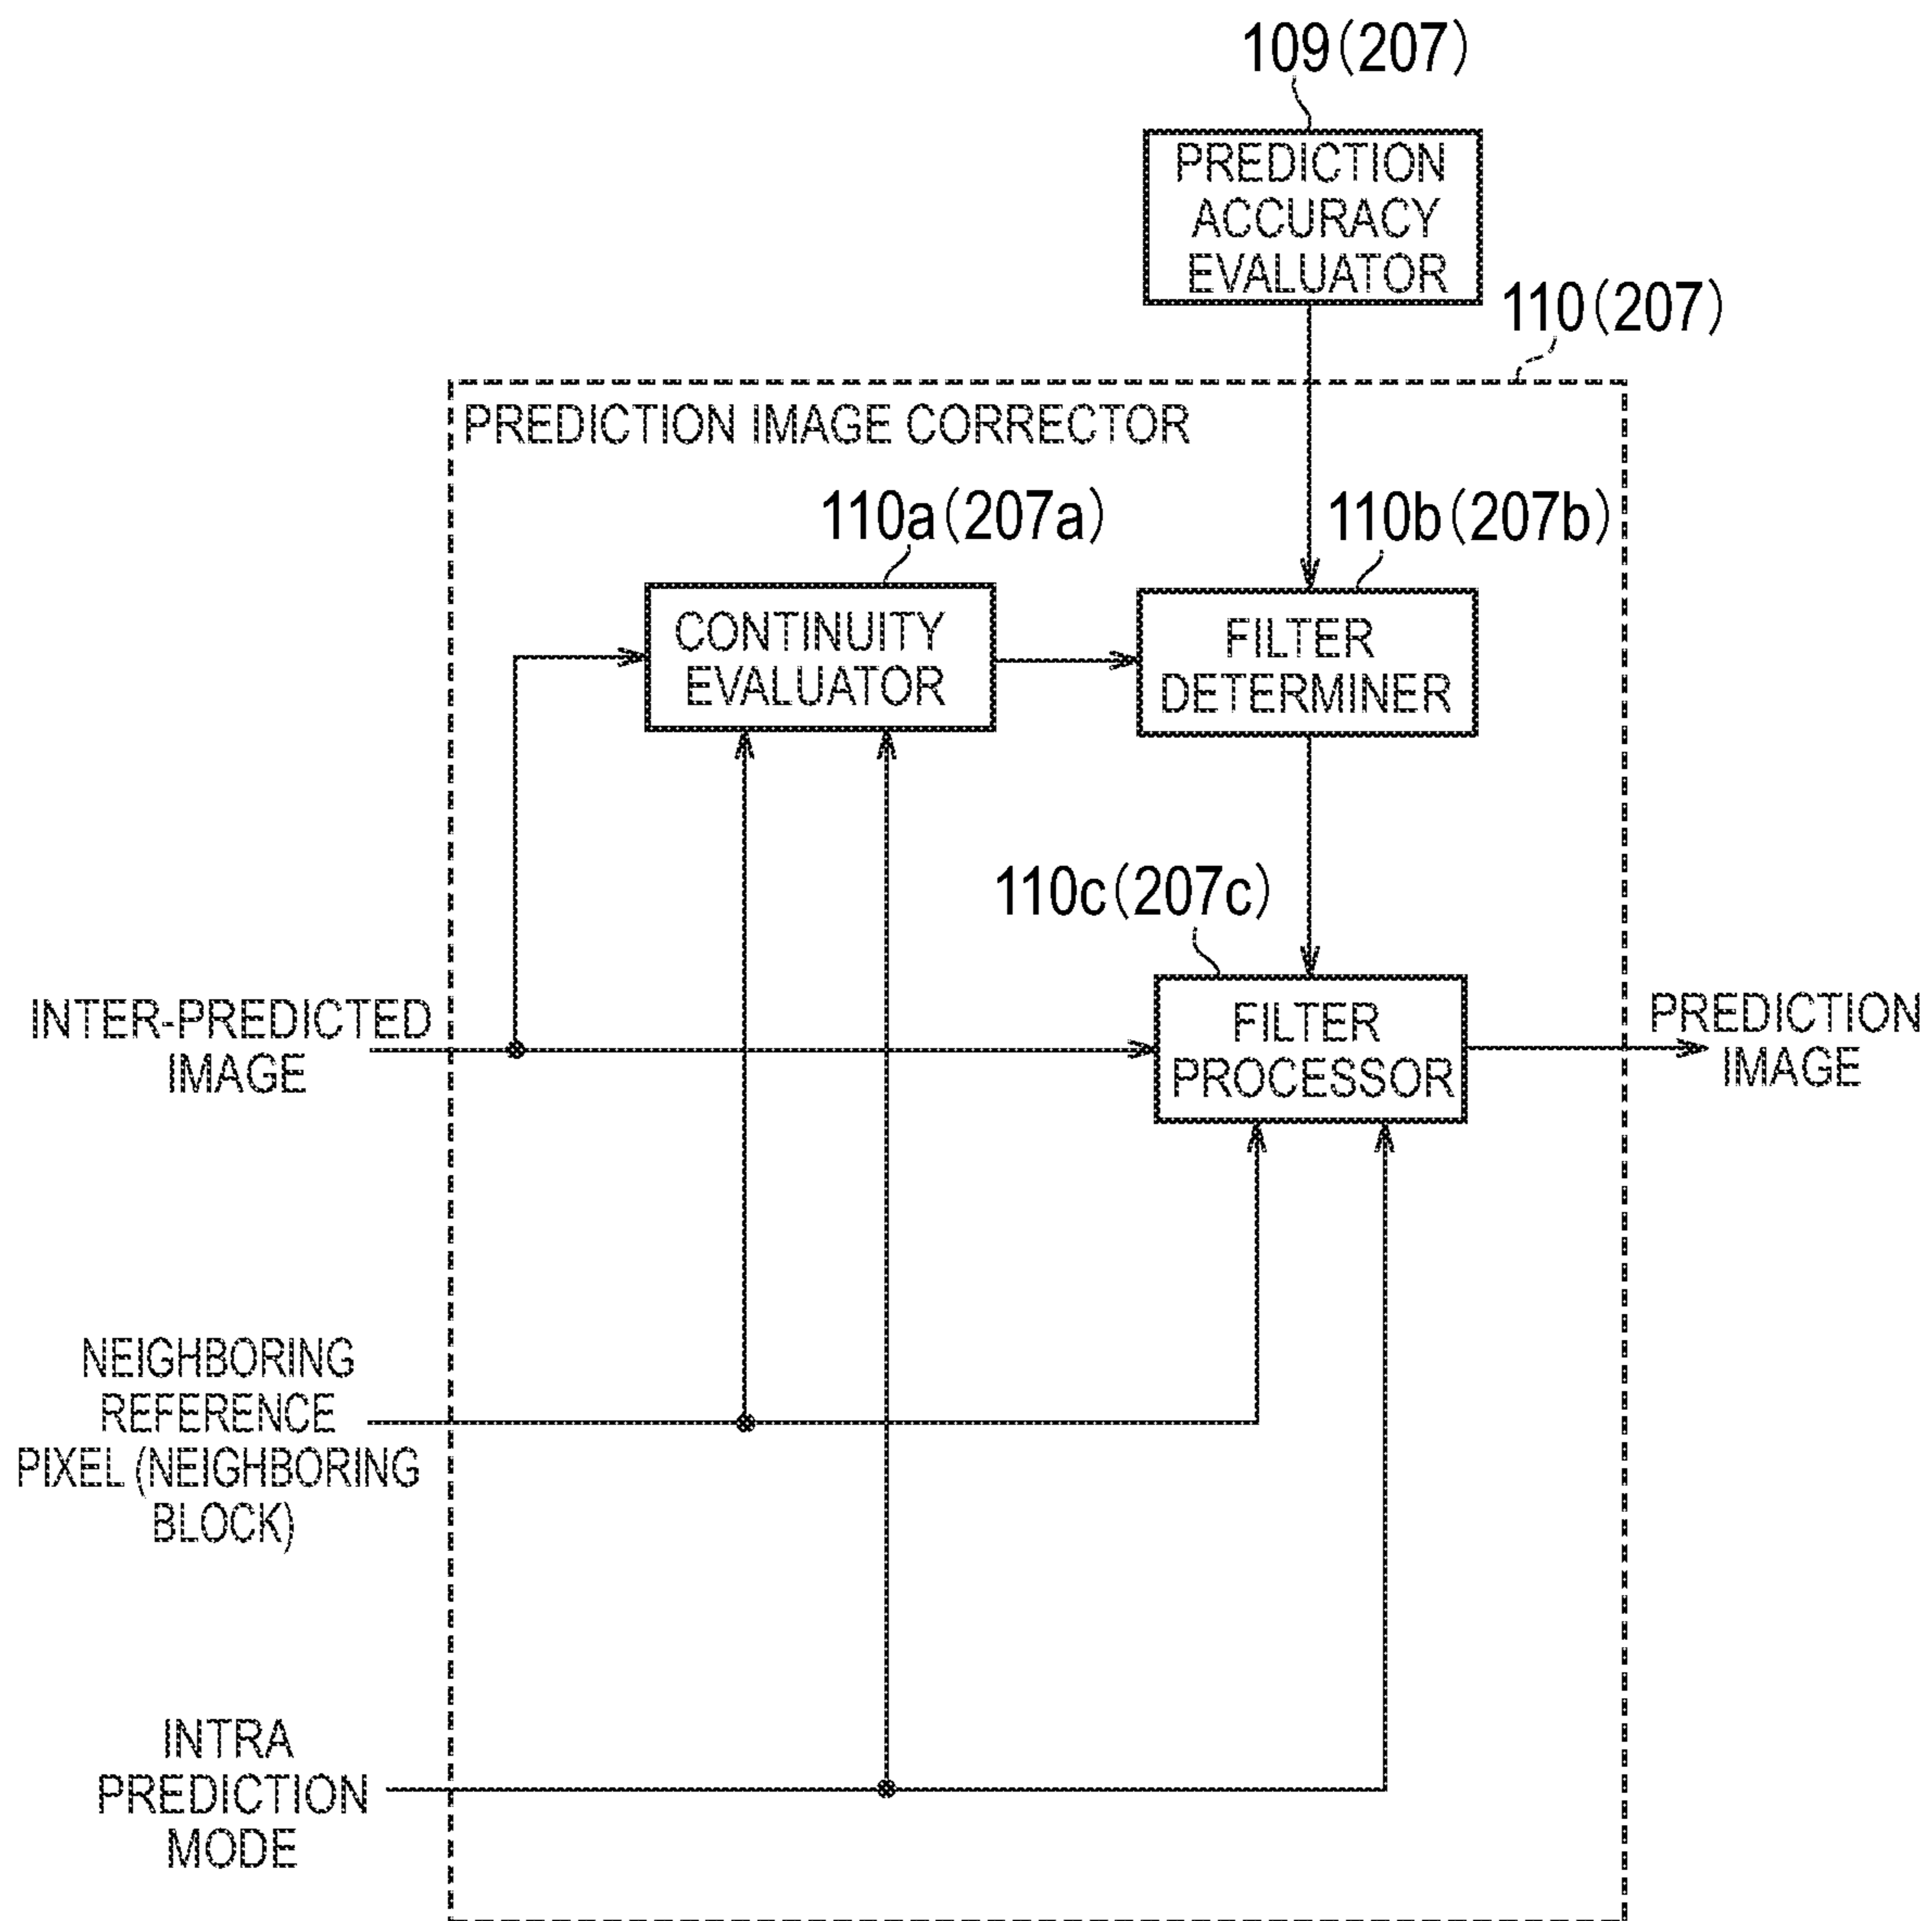 109(207)
PREDICTION
ACCURACY
EVALUATOR
110(207)
PREDICTION IMAGE CORRECTOR
110a(207a)
110b(207b)
CONTINUITY
EVALUATOR
FILTER
DETERMINER
110c(207c)
INTER-PREDICTED
IMAGE
FILTER
PROCESSOR
PREDICTION
IMAGE
NEIGHBORING
REFERENCE
PIXEL (NEIGHBORING
BLOCK)
INTRA
PREDICTION
MODE